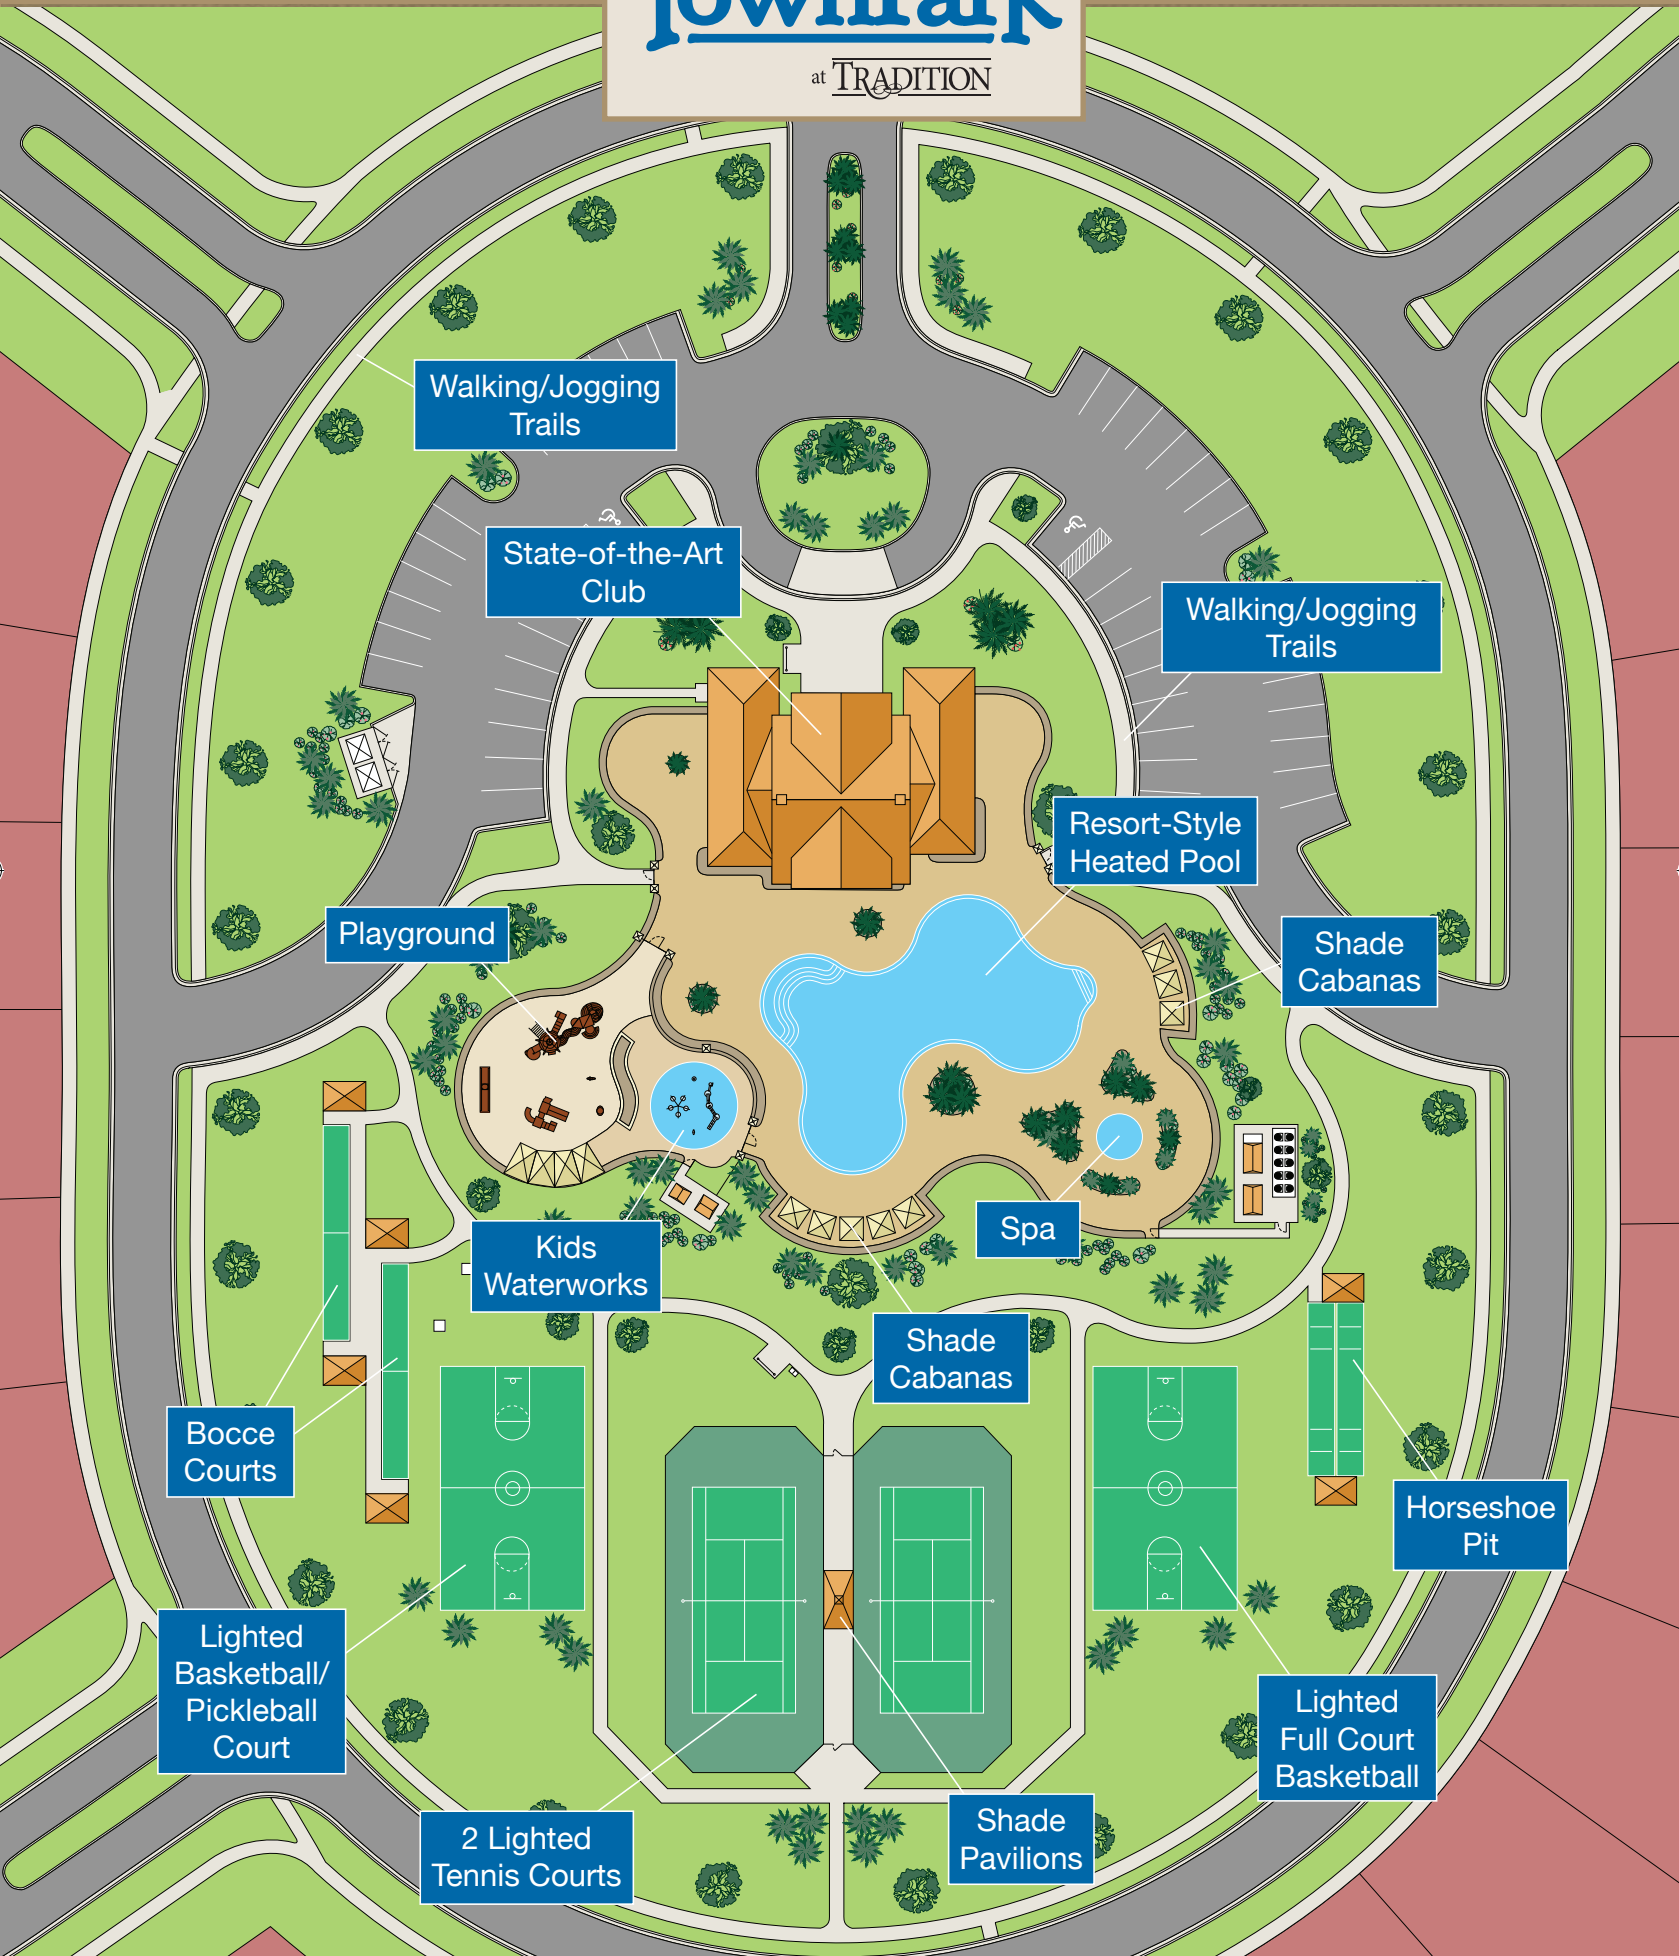 TownPark
at TRADITION
Walking/Jogging
Trails
State-of-the-Art
Club
Walking/Jogging
Trails
Resort-Style
Heated Pool
Playground
Shade
Cabanas
Spa
Kids
Waterworks
Shade
Cabanas
Bocce
Courts
Horseshoe
Pit
Lighted
Basketball/
Pickleball
Court
Lighted
Full Court
Basketball
Shade
Pavilions
2 Lighted
Tennis Courts